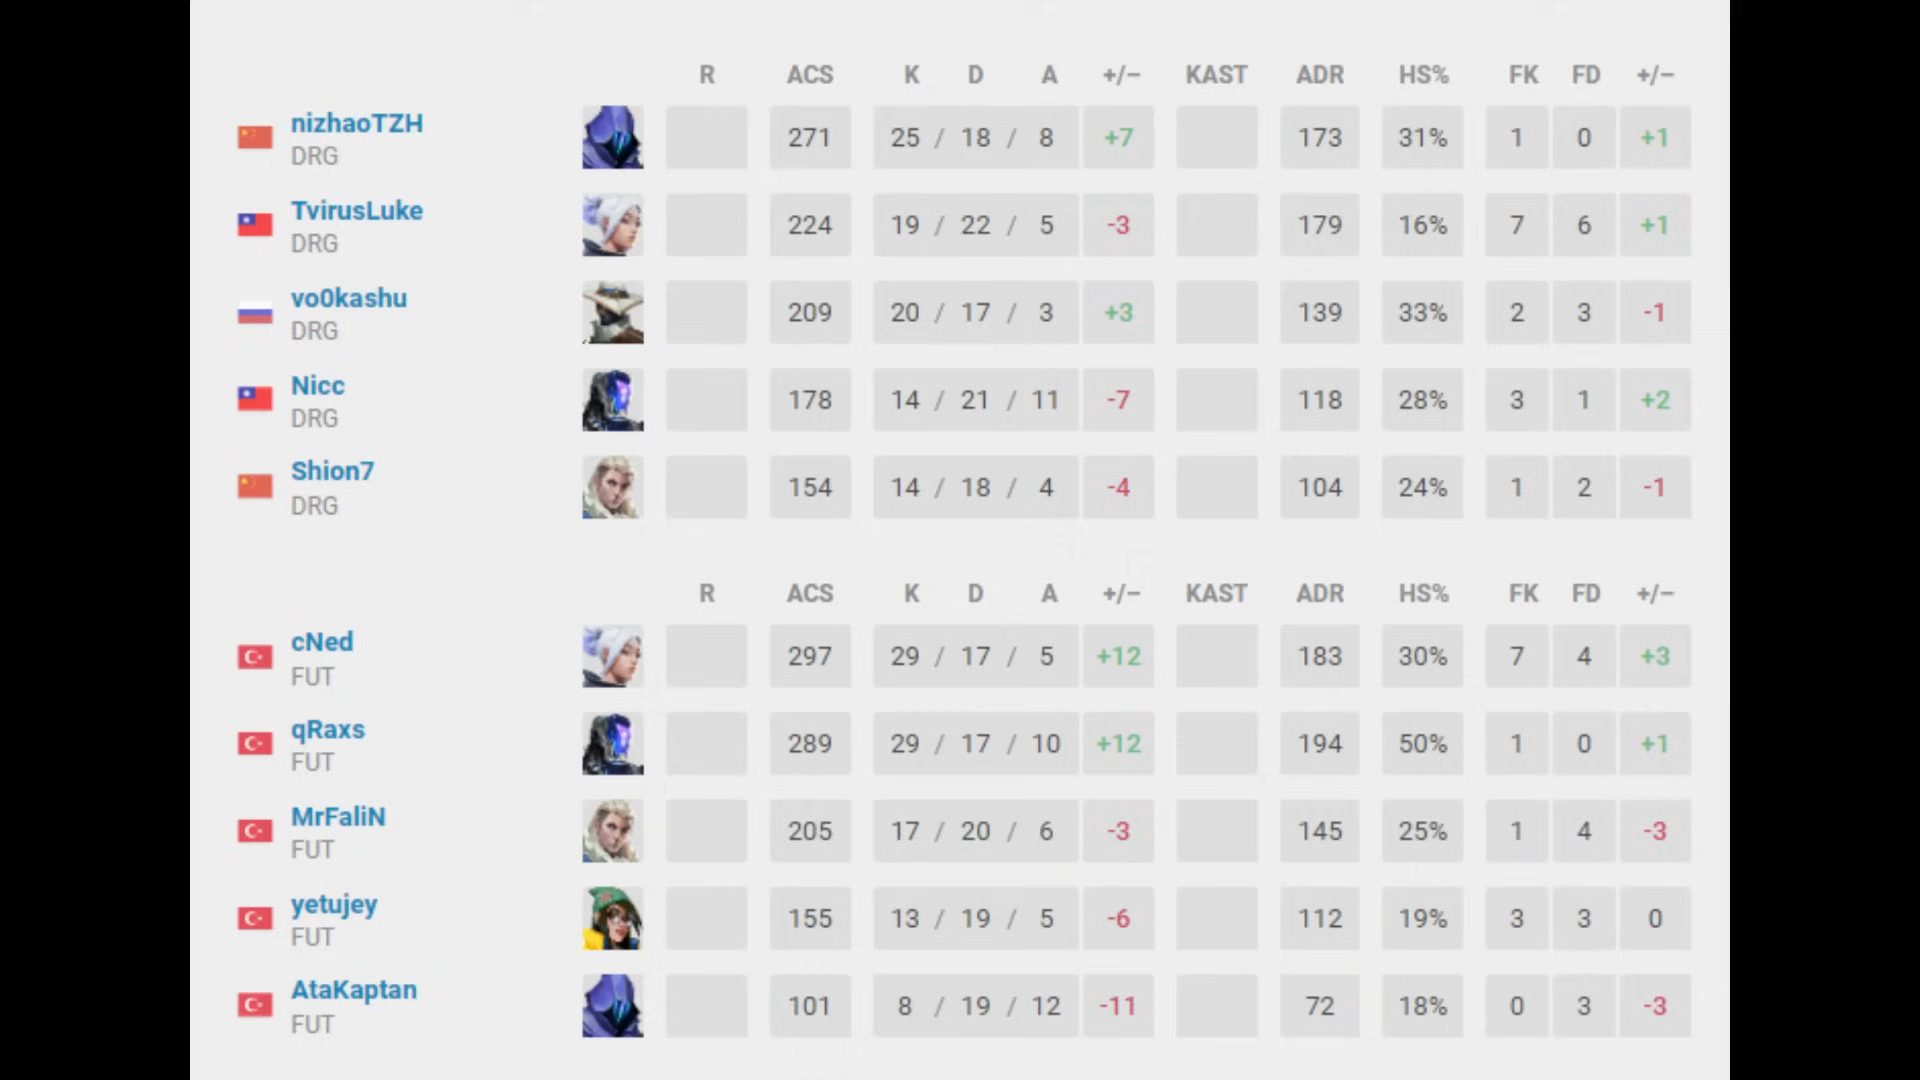 R ACS K D A +/– KAST ADR HS% FK FD +/–
nizhaoTZH
DRG
271 25 / 18 / 8 +7 173 31% 1 0 +1
TvirusLuke
DRG
224 19 / 22 / 5 -3 179 16% 7 6 +1
vo0kashu
DRG
209 20 / 17 / 3 +3 139 33% 2 3 -1
Nicc
DRG
178 14 / 21 / 11 -7 118 28% 3 1 +2
Shion7
DRG
154 14 / 18 / 4 -4 104 24% 1 2 -1
R ACS K D A +/– KAST ADR HS% FK FD +/–
cNed
FUT
297 29 / 17 / 5 +12 183 30% 7 4 +3
qRaxs
FUT
289 29 / 17 / 10 +12 194 50% 1 0 +1
MrFaliN
FUT
205 17 / 20 / 6 -3 145 25% 1 4 -3
yetujey
FUT
155 13 / 19 / 5 -6 112 19% 3 3 0
AtaKaptan
FUT
101 8 / 19 / 12 -11 72 18% 0 3 -3